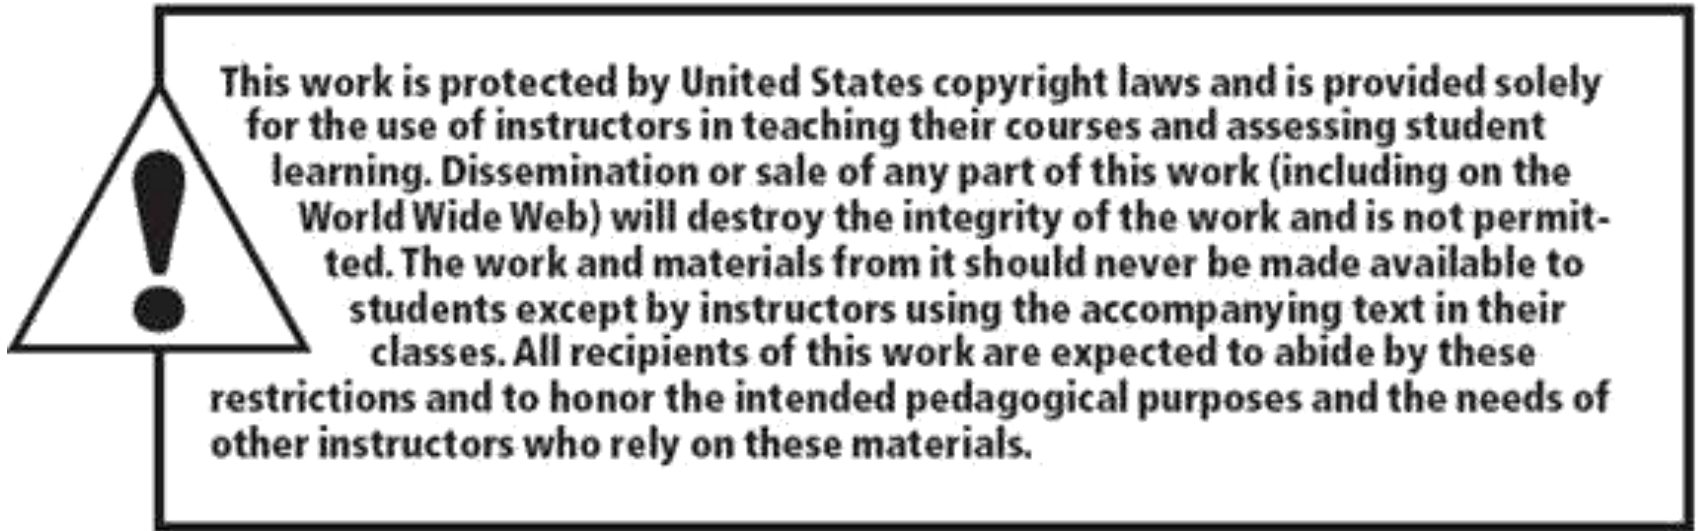 This work is protected by United States copyright laws and is provided solely
for the use of instructors in teaching their courses and assessing student
learning. Dissemination or sale of any part of this work (including on the
World Wide Web) will destroy the integrity of the work and is not permit-
ted. The work and materials from it should never be made available to
students except by instructors using the accompanying text in their
classes. All recipients of this work are expected to abide by these
restrictions and to honor the intended pedagogical purposes and the needs of
other instructors who rely on these materials.